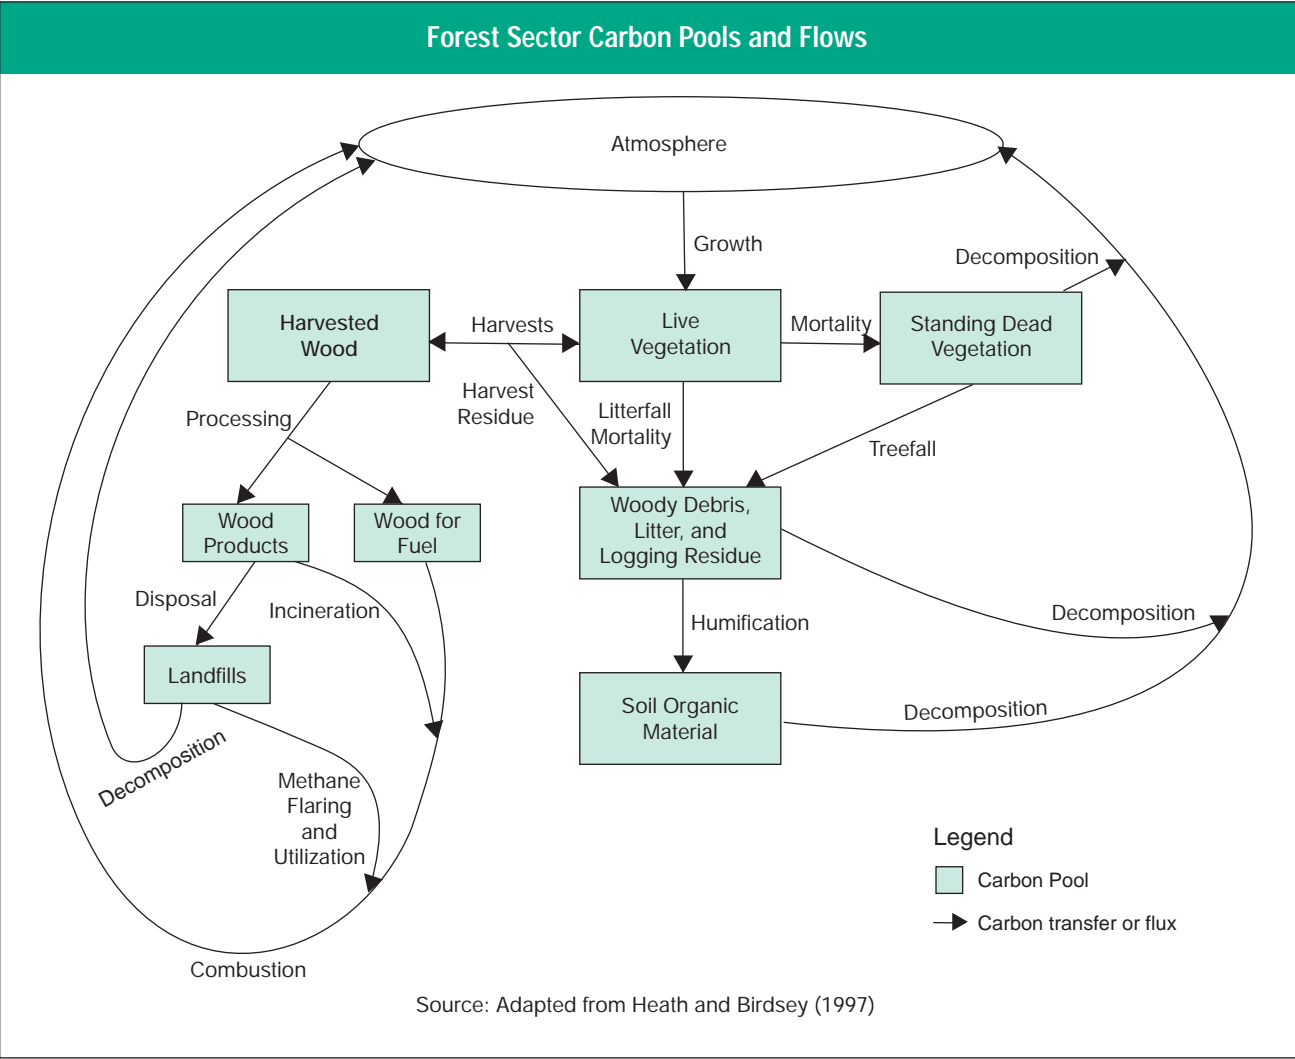 Forest Sector Carbon Pools and Flows
Atmosphere
Growth
Decomposition
Harvested
Wood
Harvests
Live
Vegetation
Mortality
Standing Dead
Vegetation
Processing
Harvest
Residue
Litterfall
Mortality
Treefall
Wood
Products
Wood for
Fuel
Woody Debris,
Litter, and
Logging Residue
Disposal
Incineration
Humification
Decomposition
Landfills
Soil Organic
Material
Decomposition
Decomposition
Methane
Flaring
and
Utilization
Combustion
Legend
Carbon Pool
Carbon transfer or flux
Source: Adapted from Heath and Birdsey (1997)